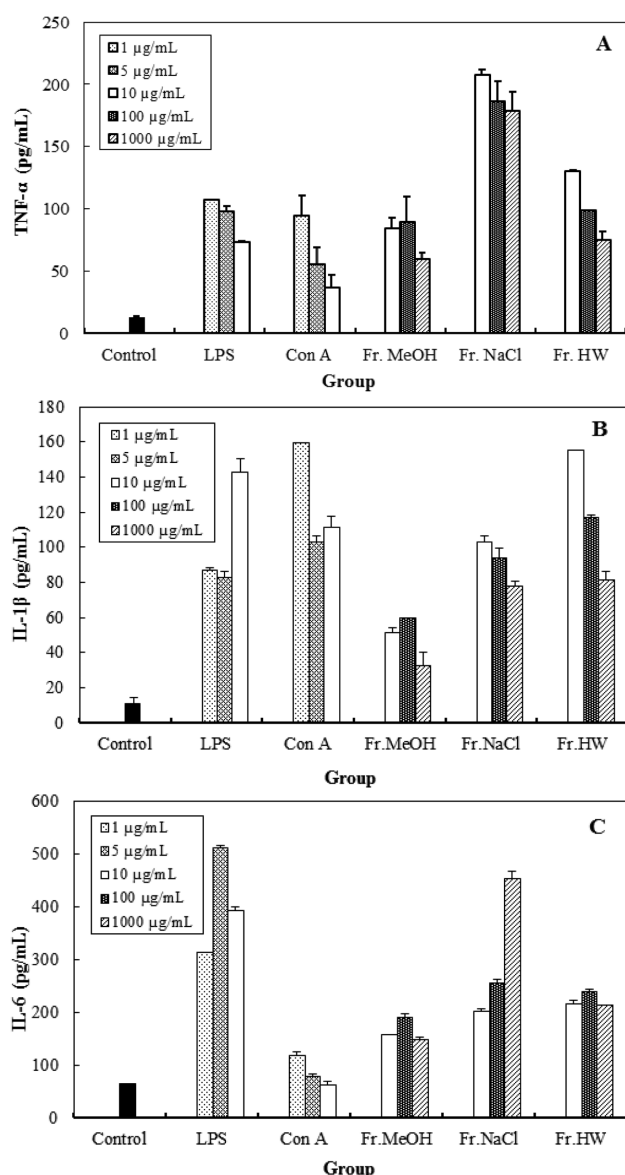 A
1 µg/mL
5 µg/mL
10 µg/mL
100 µg/mL
1000 µg/mL
TNF-α (pg/mL)
250
200
150
100
50
0
Control LPS Con A Fr. MeOH Fr. NaCl Fr. HW
Group
B
1 µg/mL
5 µg/mL
10 µg/mL
100 µg/mL
1000 µg/mL
IL-1β (pg/mL)
180
160
140
120
100
80
60
40
20
0
Control LPS Con A Fr.MeOH Fr.NaCl Fr.HW
Group
C
1 µg/mL
5 µg/mL
10 µg/mL
100 µg/mL
1000 µg/mL
IL-6 (pg/mL)
600
500
400
300
200
100
0
Control LPS Con A Fr.MeOH Fr.NaCl Fr.HW
Group